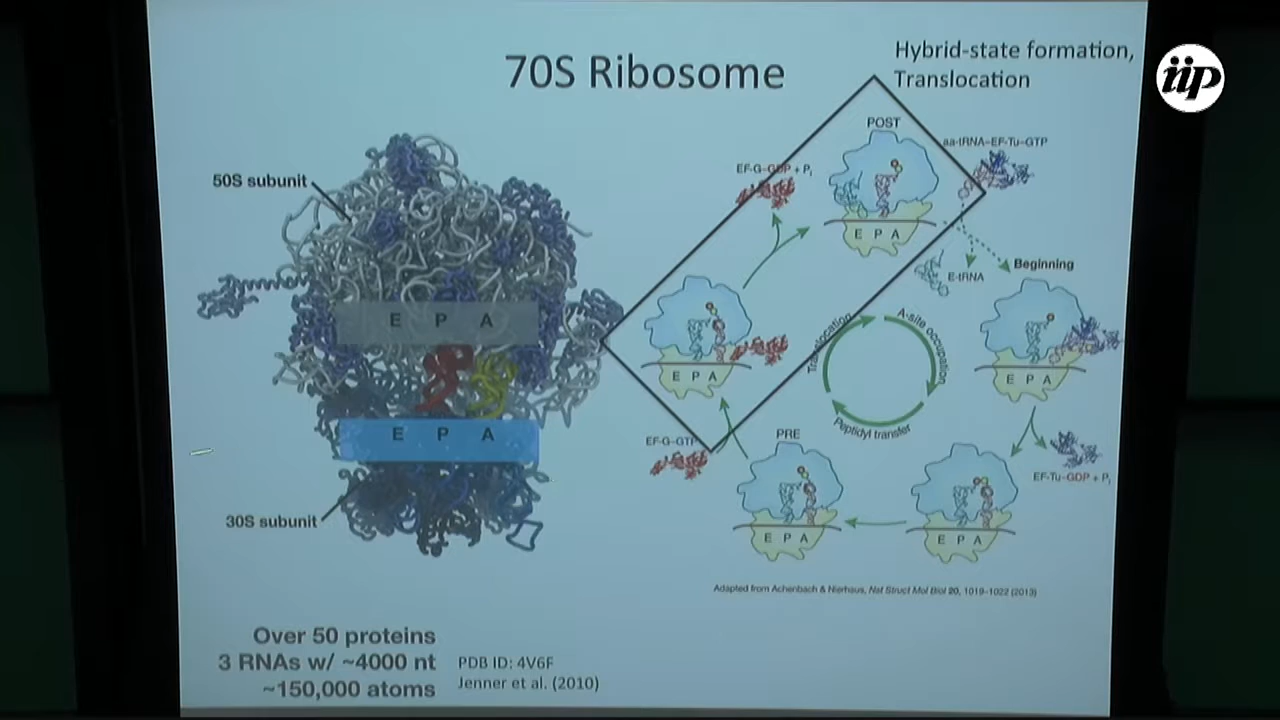 70S Ribosome
Hybrid-state formation,
Translocation
iip
50S subunit
E P A
E P A
30S subunit
Over 50 proteins
3 RNAs w/ ~4000 nt
~150,000 atoms
PDB ID: 4V6F
Jenner et al. (2010)
POST
aa-tRNA–EF-Tu–GTP
EF-G–GDP + Pi
E P A
E-tRNA
Beginning
E P A
Translocation
A-site occupation
Peptidyl transfer
E P A
EF-G-GTP
PRE
EF-Tu-GDP + Pi
E P A
E P A
Adapted from Achenbach & Nierhaus, Nat Struct Mol Biol 20, 1019–1022 (2013)